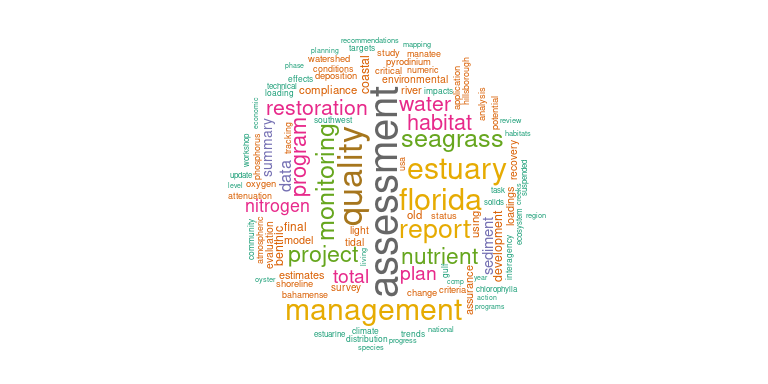 recommendations
planning
targets
mapping
watershed
study
manatee
phase
conditions
coastal
pyrodinium
effects
deposition
critical
numeric
technical
environmental
application
hillsborough
loading
compliance
river
impacts
analysis
potential
economic
restoration
assessment
water
review
southwest
habitat
workshop
phosphorus
summary
tracking
program
monitoring
quality
seagrass
habitats
update
data
usa
estuary
recovery
suspended
level
oxygen
task
creeks
attenuation
florida
solids
nitrogen
old
status
loadings
region
community
atmospheric
evaluation
benthic
final
light
report
using
sediment
development
ecosystem
model
tidal
interagency
project
living
nutrient
gulf
oyster
estimates
total
plan
comp
year
shoreline
survey
assurance
chlorophylla
bahamense
change
criteria
action
management
programs
estuarine
climate
national
distribution
trends
progress
species